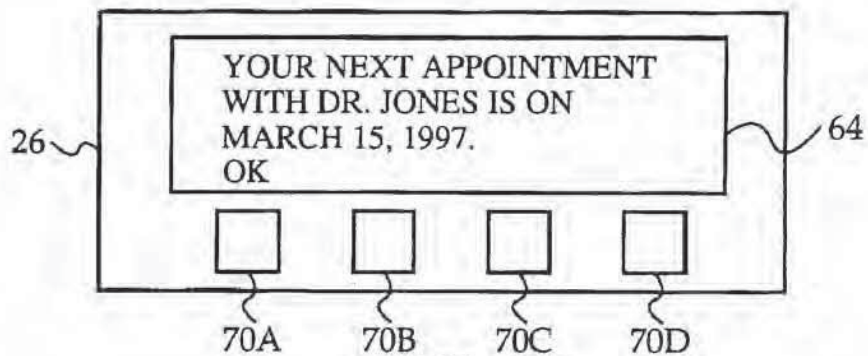 YOUR NEXT APPOINTMENT
WITH DR. JONES IS ON
MARCH 15, 1997.
OK
26
64
70A 70B 70C 70D